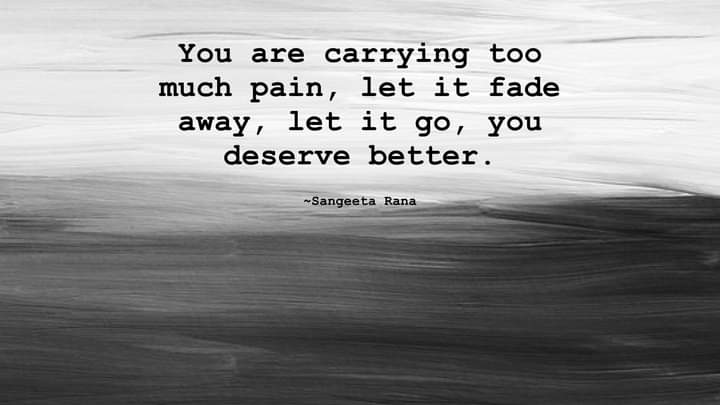 You are carrying too
much pain, let it fade
away, let it go, you
deserve better.
~Sangeeta Rana